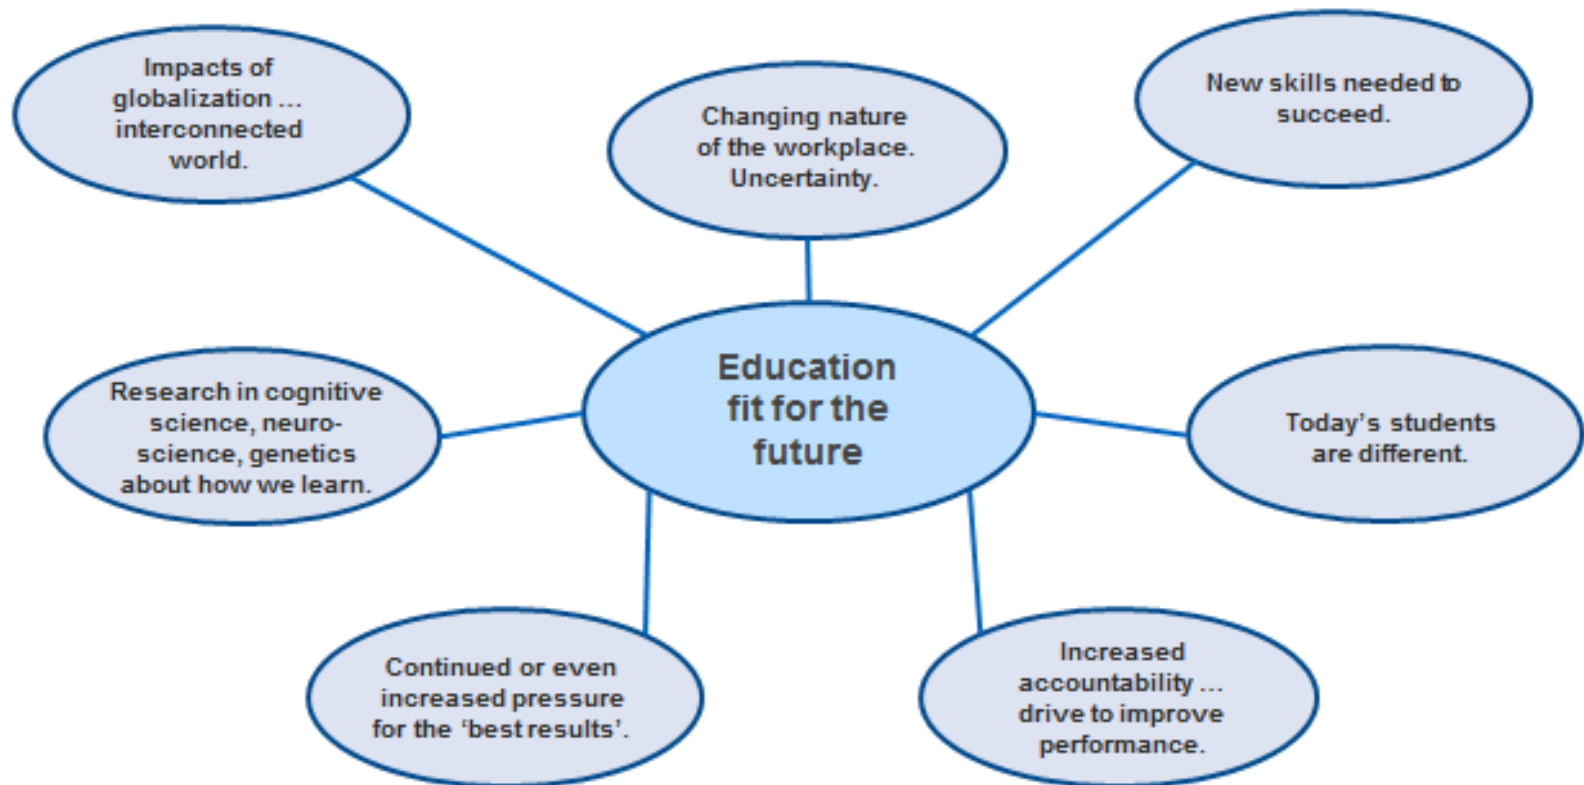 Impacts of
globalization ...
interconnected
world.
Changing nature
of the workplace.
Uncertainty.
New skills needed to
succeed.
Education
fit for the
future
Research in cognitive
science, neuro-
science, genetics
about how we learn.
Today’s students
are different.
Continued or even
increased pressure
for the ‘best results’.
Increased
accountability ...
drive to improve
performance.